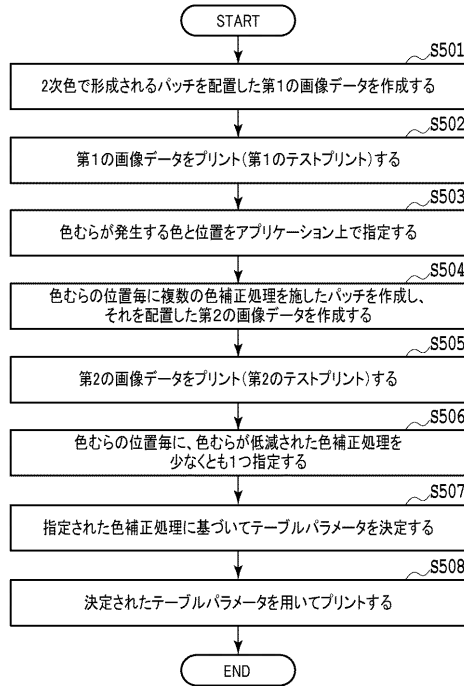 START
S501
2次色で形成されるパッチを配置した第1の画像データを作成する
S502
第1の画像データをプリント(第1のテストプリント)する
S503
色むらが発生する色と位置をアプリケーション上で指定する
S504
色むらの位置毎に複数の色補正処理を施したパッチを作成し、
それを配置した第2の画像データを作成する
S505
第2の画像データをプリント(第2のテストプリント)する
S506
色むらの位置毎に、色むらが低減された色補正処理を
少なくとも1つ指定する
S507
指定された色補正処理に基づいてテーブルパラメータを決定する
S508
決定されたテーブルパラメータを用いてプリントする
END